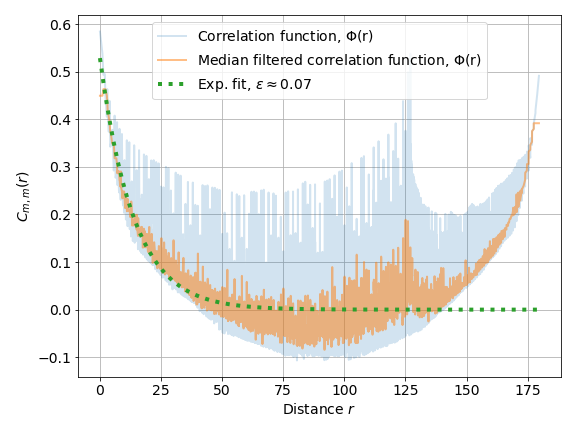 Correlation function, Φ(r)
Median filtered correlation function, Φ(r)
Exp. fit, ε ≈ 0.07
0.6
0.5
0.4
0.3
0.2
0.1
0.0
−0.1
C_{m,m}(r)
0 25 50 75 100 125 150 175
Distance r